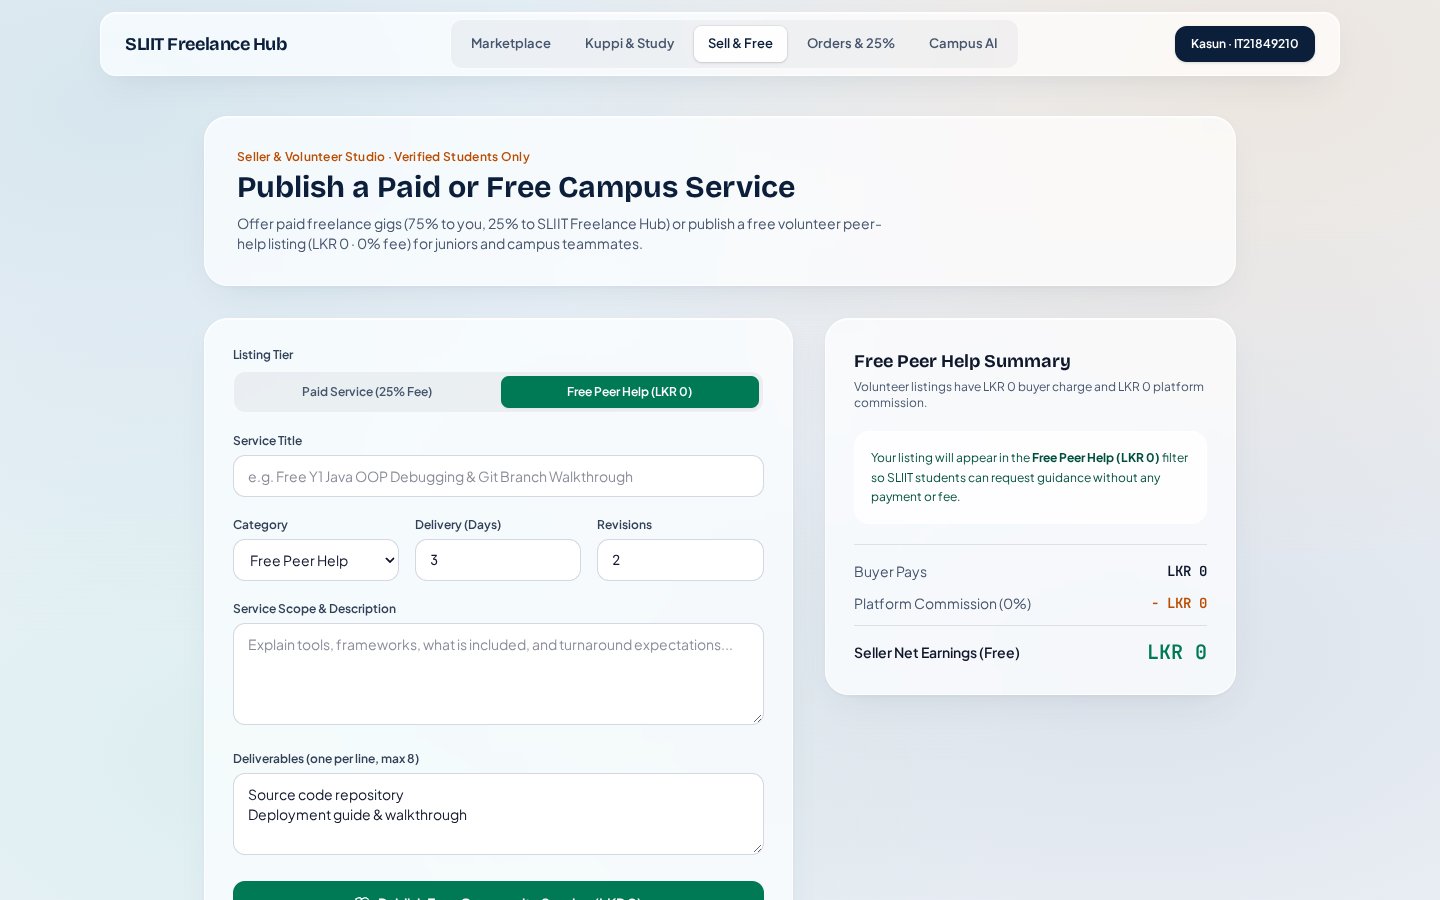 SLIIT Freelance Hub
Marketplace
Kuppi & Study
Sell & Free
Orders & 25%
Campus AI
Kasun · IT21849210
Seller & Volunteer Studio · Verified Students Only
Publish a Paid or Free Campus Service
Offer paid freelance gigs (75% to you, 25% to SLIIT Freelance Hub) or publish a free volunteer peer-
help listing (LKR 0 · 0% fee) for juniors and campus teammates.
Listing Tier
Paid Service (25% Fee)
Free Peer Help (LKR 0)
Service Title
e.g. Free Y1 Java OOP Debugging & Git Branch Walkthrough
Category
Delivery (Days)
Revisions
Free Peer Help
3
2
Service Scope & Description
Explain tools, frameworks, what is included, and turnaround expectations...
Deliverables (one per line, max 8)
Source code repository
Deployment guide & walkthrough
Free Peer Help Summary
Volunteer listings have LKR 0 buyer charge and LKR 0 platform
commission.
Your listing will appear in the Free Peer Help (LKR 0) filter
so SLIIT students can request guidance without any
payment or fee.
Buyer Pays
LKR 0
Platform Commission (0%)
- LKR 0
Seller Net Earnings (Free)
LKR 0